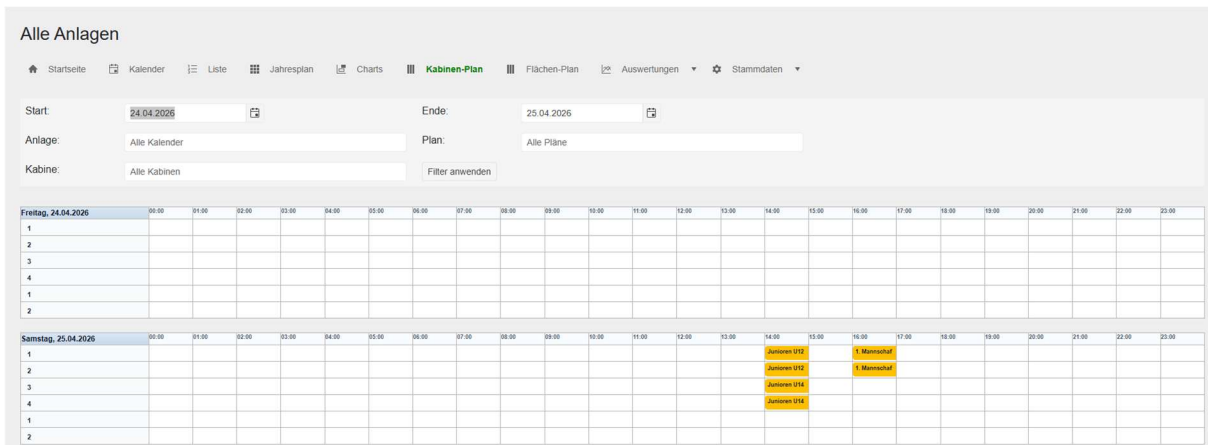 Alle Anlagen
Startseite Kalender Liste Jahresplan Charts Kabinen-Plan Flächen-Plan Auswertungen Stammdaten
Start: 24.04.2026 Ende: 25.04.2026
Anlage: Alle Kalender Plan: Alle Pläne
Kabine: Alle Kabinen Filter anwenden
Freitag, 24.04.2026 00:00 01:00 02:00 03:00 04:00 05:00 06:00 07:00 08:00 09:00 10:00 11:00 12:00 13:00 14:00 15:00 16:00 17:00 18:00 19:00 20:00 21:00 22:00 23:00
1
2
3
4
1
2
Samstag, 25.04.2026 00:00 01:00 02:00 03:00 04:00 05:00 06:00 07:00 08:00 09:00 10:00 11:00 12:00 13:00 14:00 15:00 16:00 17:00 18:00 19:00 20:00 21:00 22:00 23:00
1 Junioren U12 1. Mannschaf
2 Junioren U12 1. Mannschaf
3 Junioren U14
4 Junioren U14
1
2